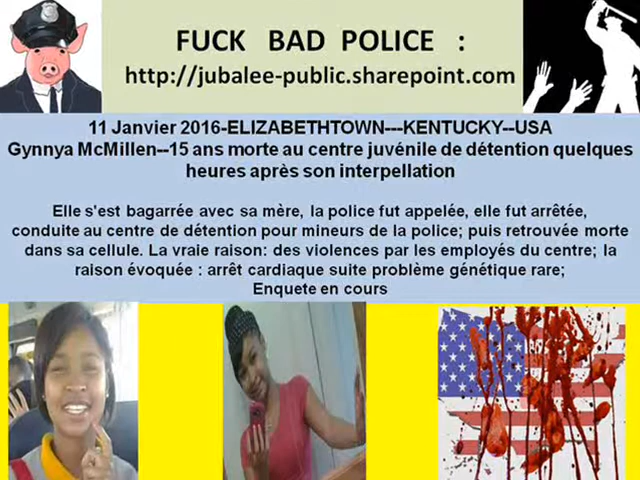 FUCK BAD POLICE :
http://jubalee-public.sharepoint.com
11 Janvier 2016-ELIZABETHTOWN---KENTUCKY--USA
Gynnya McMillen--15 ans morte au centre juvénile de détention quelques
heures après son interpellation
Elle s'est bagarrée avec sa mère, la police fut appelée, elle fut arrêtée,
conduite au centre de détention pour mineurs de la police; puis retrouvée morte
dans sa cellule. La vraie raison: des violences par les employés du centre; la
raison évoquée : arrêt cardiaque suite problème génétique rare;
Enquete en cours